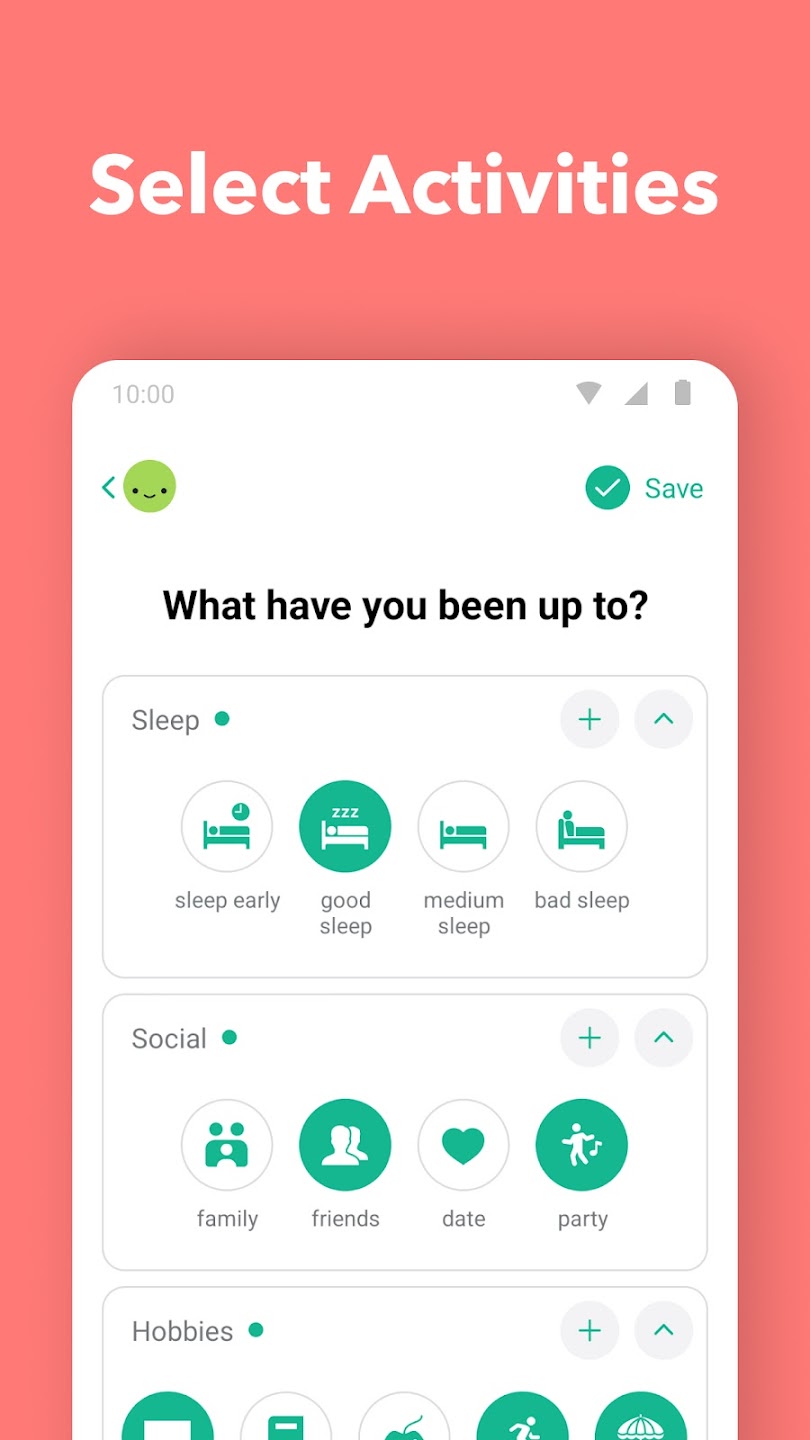 Select Activities
10:00
Save
What have you been up to?
Sleep
zzz
sleep early
good
sleep
medium
sleep
bad sleep
Social
family
friends
date
party
Hobbies